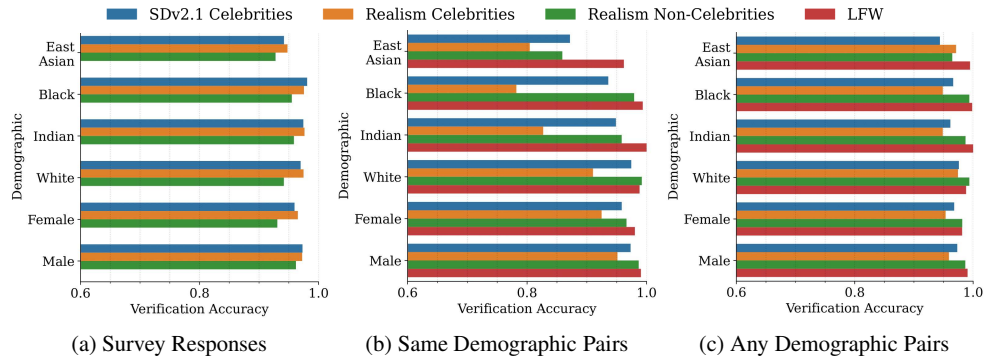 SDv2.1 Celebrities Realism Celebrities Realism Non-Celebrities LFW
Demographic
East
Asian
Black
Indian
White
Female
Male
0.6 0.8 1.0
Verification Accuracy
(a) Survey Responses
Demographic
East
Asian
Black
Indian
White
Female
Male
0.6 0.8 1.0
Verification Accuracy
(b) Same Demographic Pairs
Demographic
East
Asian
Black
Indian
White
Female
Male
0.6 0.8 1.0
Verification Accuracy
(c) Any Demographic Pairs